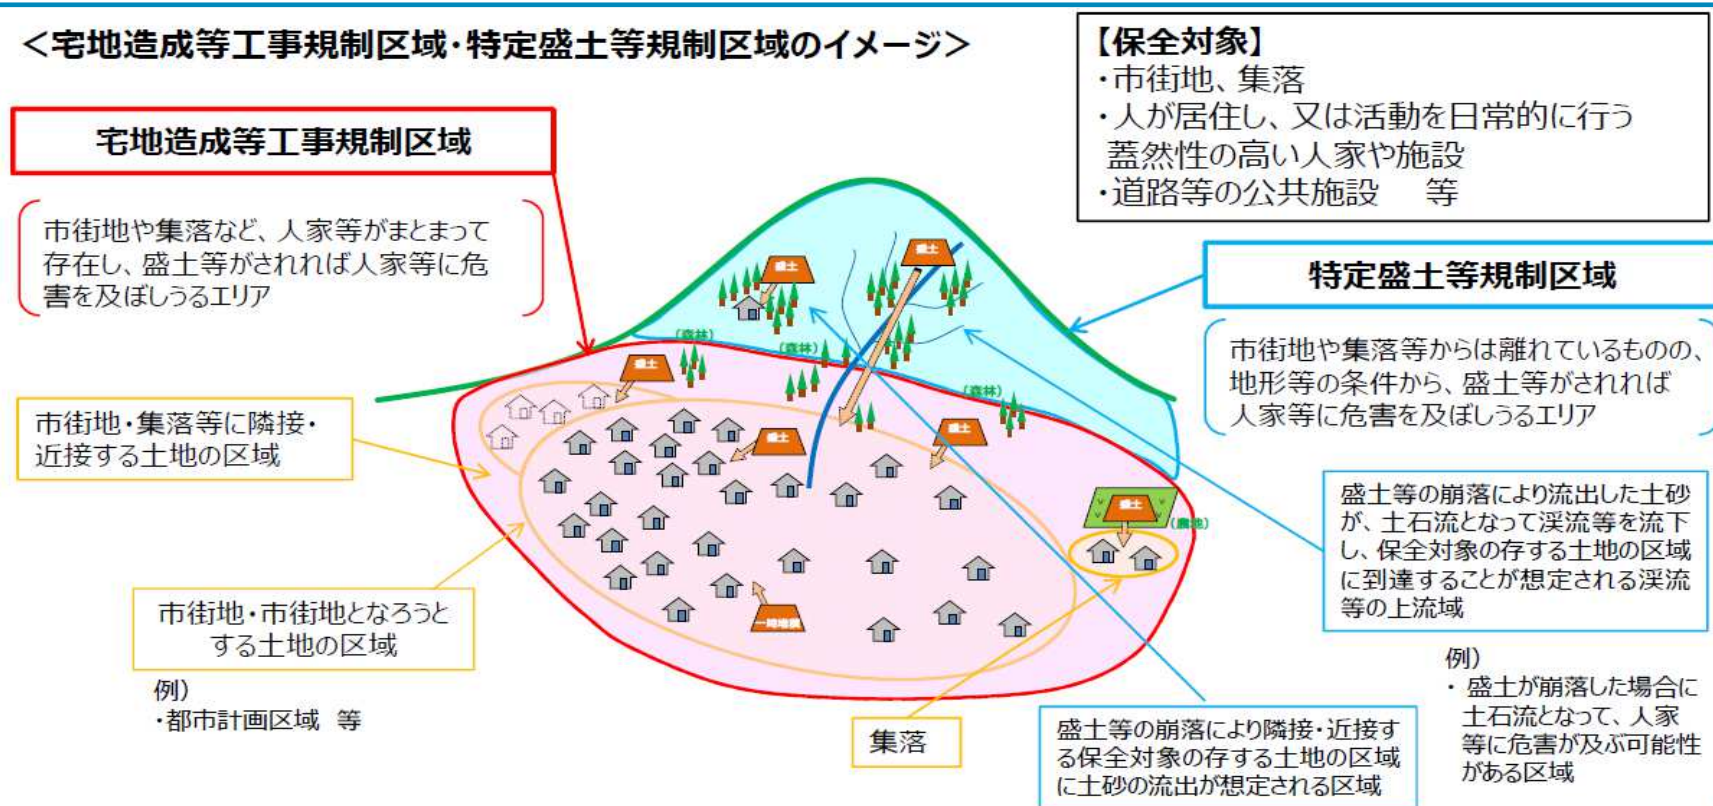 ＜宅地造成等工事規制区域・特定盛土等規制区域のイメージ＞
【保全対象】
・市街地、集落
・人が居住し、又は活動を日常的に行う
蓋然性の高い人家や施設
・道路等の公共施設　等
宅地造成等工事規制区域
市街地や集落など、人家等がまとまって
存在し、盛土等がされれば人家等に危
害を及ぼしうるエリア
特定盛土等規制区域
市街地や集落等からは離れているものの、
地形等の条件から、盛土等がされれば
人家等に危害を及ぼしうるエリア
盛土
盛土
（森林）
（森林）
盛土
（森林）
盛土
盛土
盛土
（農地）
一時堆積
市街地・集落等に隣接・
近接する土地の区域
市街地・市街地となろうと
する土地の区域
例）
・都市計画区域　等
集落
盛土等の崩落により隣接・近接す
る保全対象の存する土地の区域
に土砂の流出が想定される区域
盛土等の崩落により流出した土砂
が、土石流となって渓流等を流下
し、保全対象の存する土地の区域
に到達することが想定される渓流
等の上流域
例）
・ 盛土が崩落した場合に
土石流となって、人家
等に危害が及ぶ可能性
がある区域